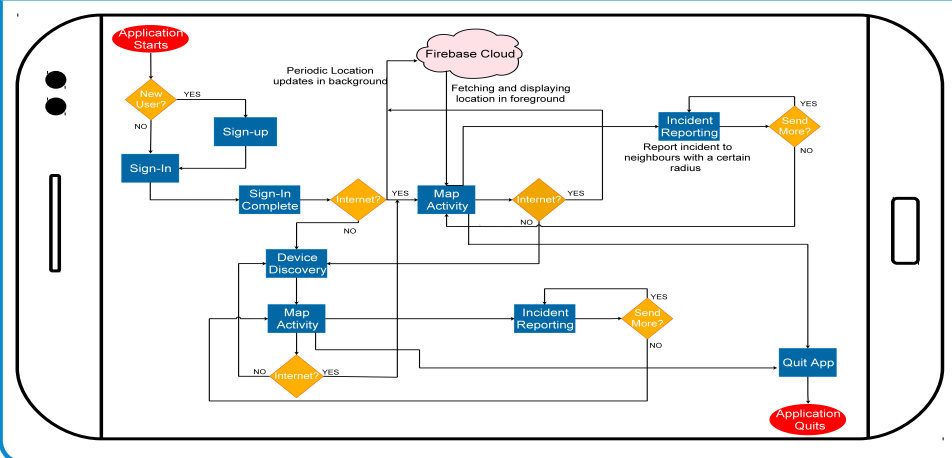 Application
Starts
New
User?
YES
NO
Sign-up
Sign-In
Sign-In
Complete
Internet?
YES
NO
Periodic Location
updates in background
Firebase Cloud
Fetching and displaying
location in foreground
Map
Activity
Internet?
YES
NO
Incident
Reporting
Report incident to
neighbours with a certain
radius
Send
More?
YES
NO
Device
Discovery
Map
Activity
Internet?
NO
YES
Incident
Reporting
Send
More?
YES
NO
Quit App
Application
Quits